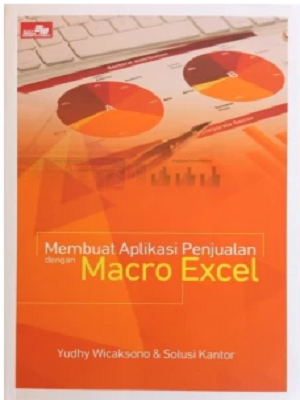 Membuat Aplikasi Penjualan
dengan
Macro Excel
Yudhy Wicaksono & Solusi Kantor